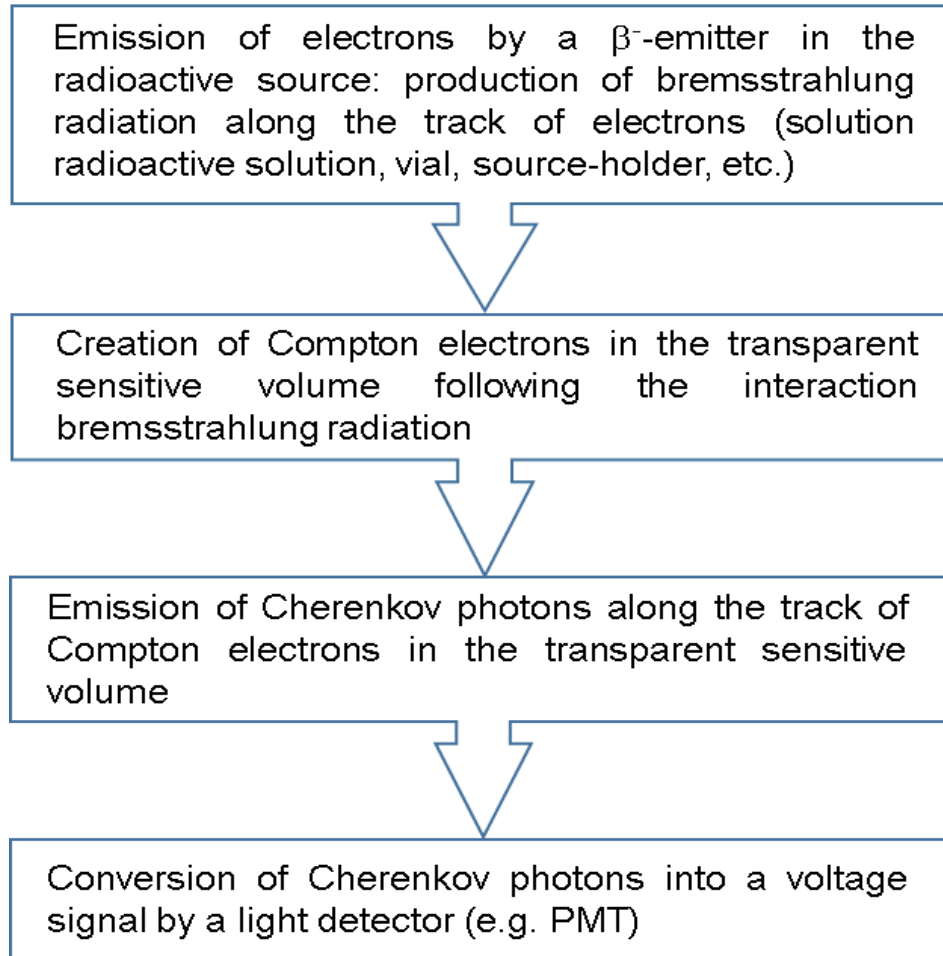 Emission of electrons by a β⁻-emitter in the
radioactive source: production of bremsstrahlung
radiation along the track of electrons (solution
radioactive solution, vial, source-holder, etc.)
Creation of Compton electrons in the transparent
sensitive volume following the interaction
bremsstrahlung radiation
Emission of Cherenkov photons along the track of
Compton electrons in the transparent sensitive
volume
Conversion of Cherenkov photons into a voltage
signal by a light detector (e.g. PMT)